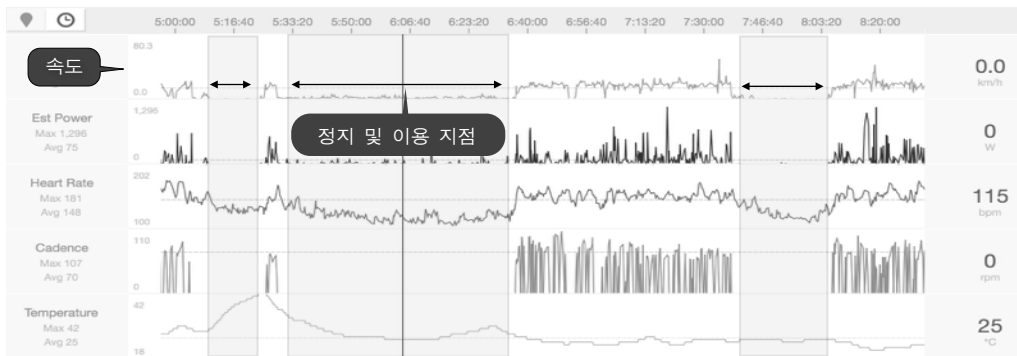 5:00:00 5:16:40 5:33:20 5:50:00 6:06:40 6:23:20 6:40:00 6:56:40 7:13:20 7:30:00 7:46:40 8:03:20 8:20:00
속도
80.3
0.0
0.0
km/h
Est Power
Max 1,296
Avg 75
1,296
0
정지 및 이용 지점
0
W
Heart Rate
Max 181
Avg 148
202
100
115
bpm
Cadence
Max 107
Avg 70
110
0
0
rpm
Temperature
Max 42
Avg 25
42
18
25
°C